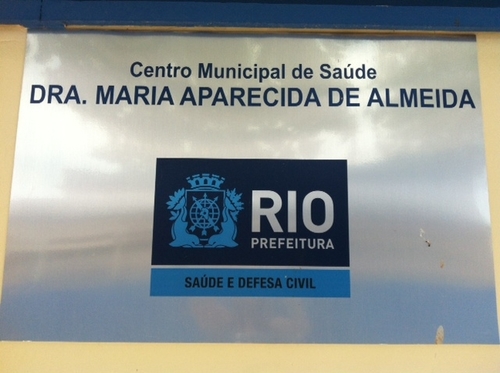 Centro Municipal de Saúde
DRA. MARIA APARECIDA DE ALMEIDA
RIO
PREFEITURA
SAÚDE E DEFESA CIVIL